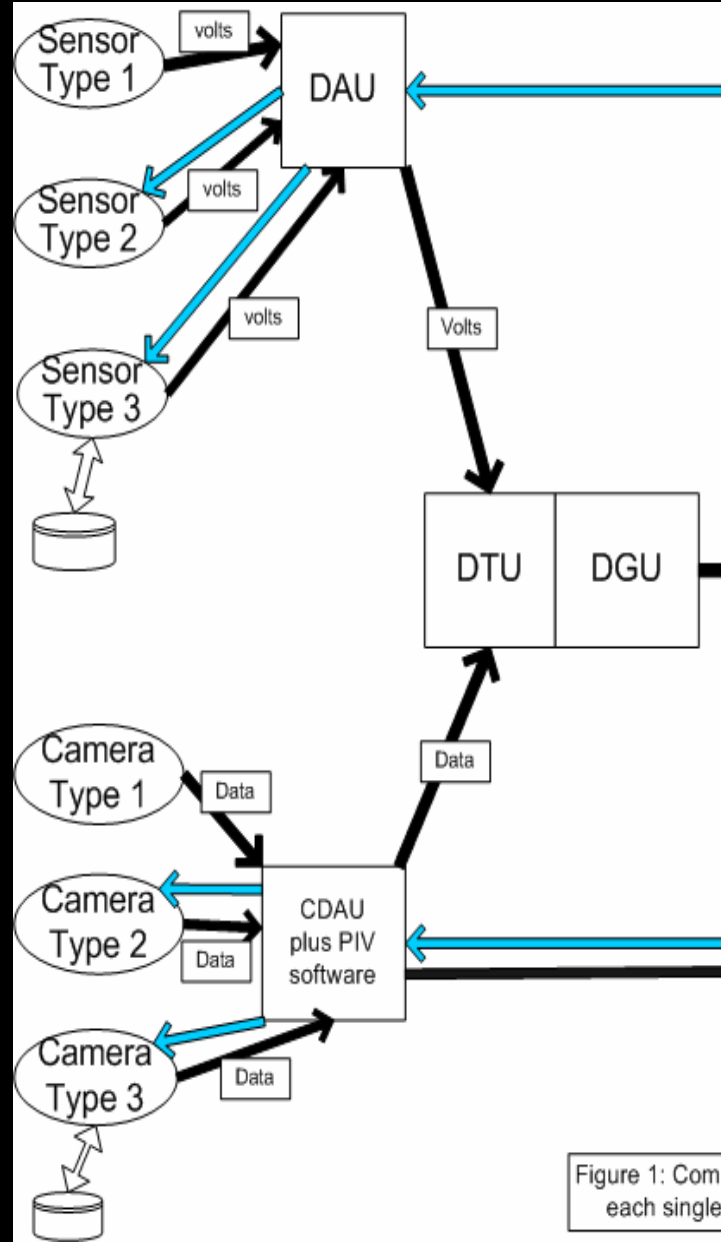 Sensor
Type 1
volts
DAU
Sensor
Type 2
volts
Sensor
Type 3
volts
Volts
DTU
DGU
Camera
Type 1
Data
Data
Camera
Type 2
Data
CDAU
plus PIV
software
Camera
Type 3
Data
Figure 1: Com
each single